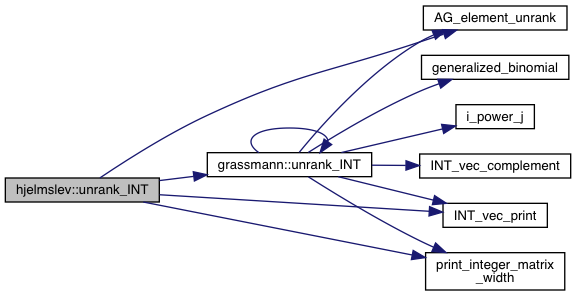 AG_element_unrank
generalized_binomial
i_power_j
grassmann::unrank_INT
INT_vec_complement
hjelmslev::unrank_INT
INT_vec_print
print_integer_matrix
_width